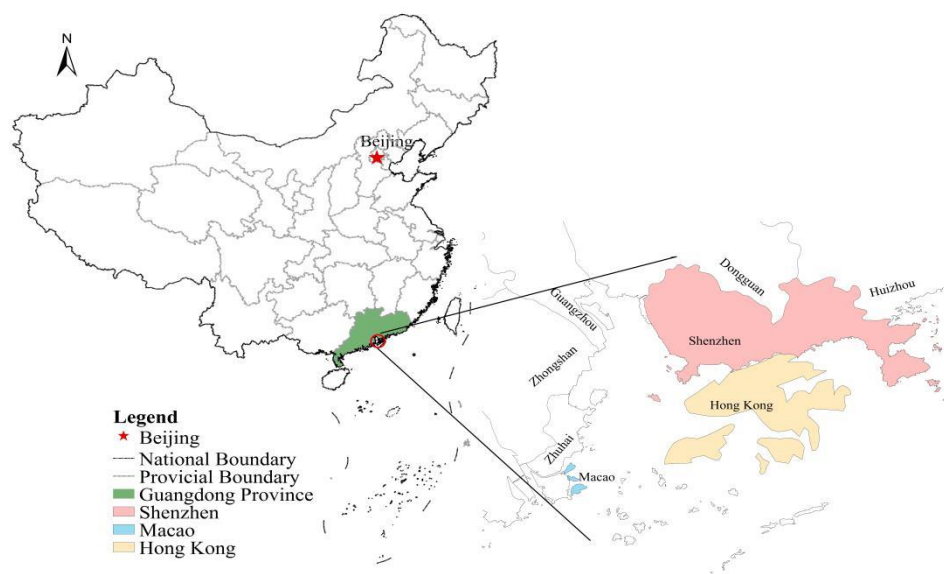 N
Beijing
Dongguan
Huizhou
Guangzhou
Shenzhen
Zhongshan
Hong Kong
Zhuhai
Macao
Legend
Beijing
National Boundary
Provicial Boundary
Guangdong Province
Shenzhen
Macao
Hong Kong